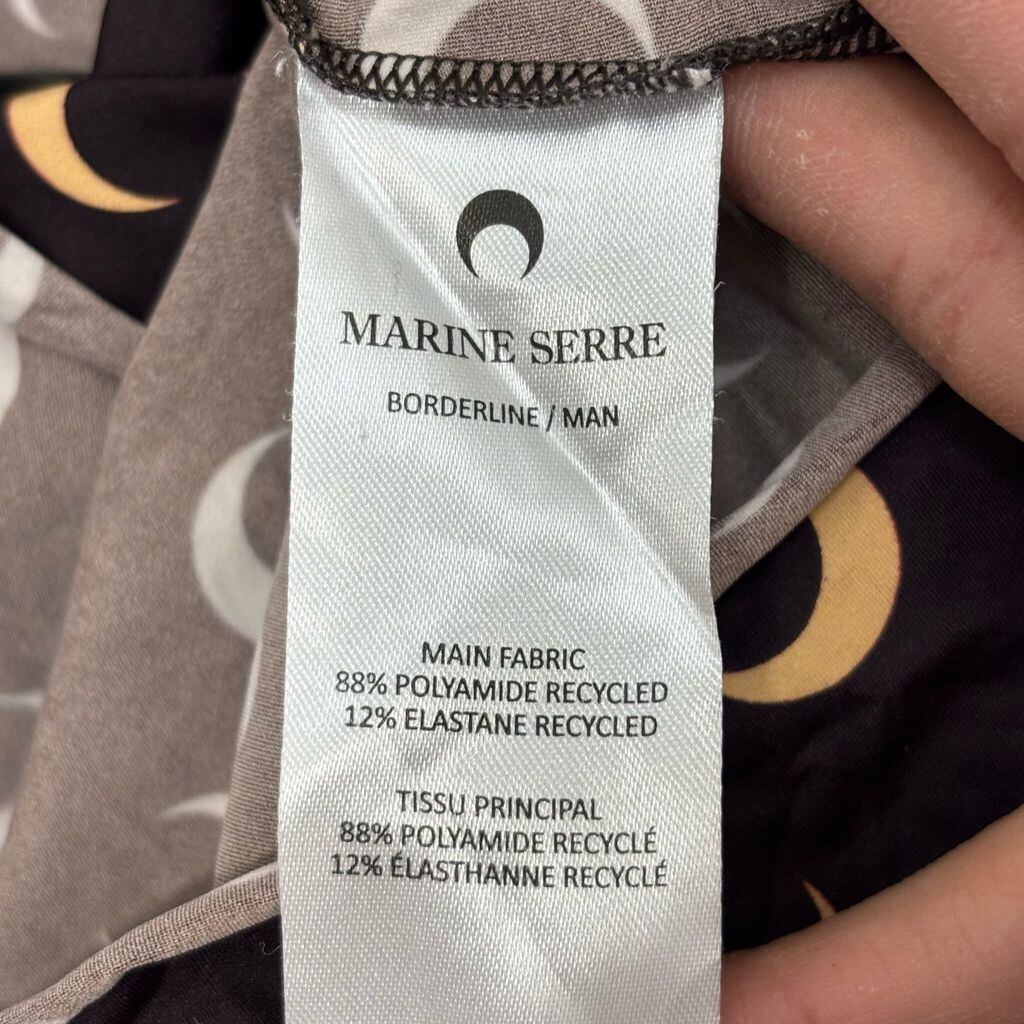 MARINE SERRE
BORDERLINE / MAN
MAIN FABRIC
88% POLYAMIDE RECYCLED
12% ELASTANE RECYCLED
TISSU PRINCIPAL
88% POLYAMIDE RECYCLÉ
12% ÉLASTHANNE RECYCLÉ